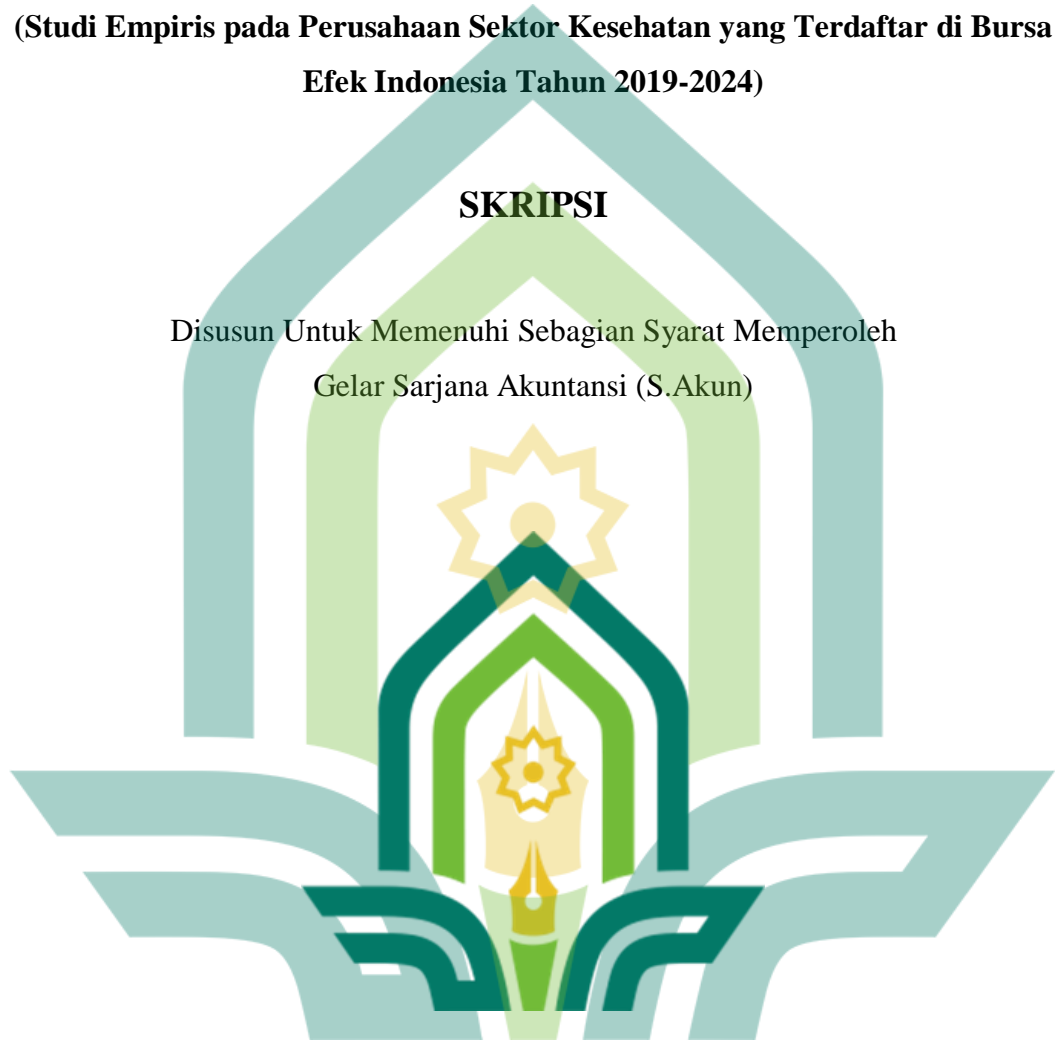 (Studi Empiris pada Perusahaan Sektor Kesehatan yang Terdaftar di Bursa
Efek Indonesia Tahun 2019-2024)
SKRIPSI
Disusun Untuk Memenuhi Sebagian Syarat Memperoleh
Gelar Sarjana Akuntansi (S.Akun)